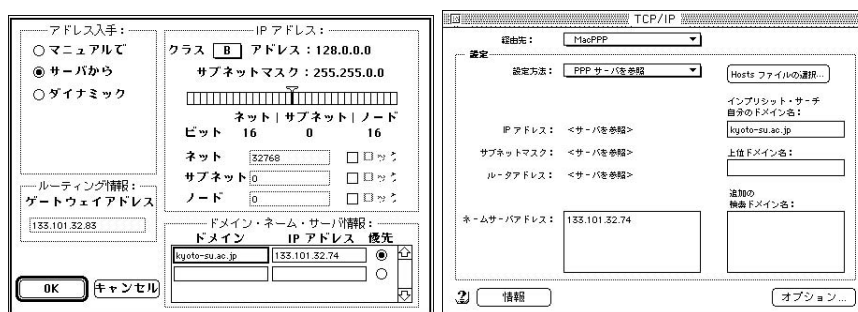 アドレス入手：
マニュアルで
サーバから
ダイナミック
ルーティング情報：
ゲートウェイアドレス
133.101.32.83
OK
キャンセル
IP アドレス：
クラス B アドレス：128.0.0.0
サブネットマスク：255.255.0.0
ネット｜サブネット｜ノード
ビット 16 0 16
ネット 32768 ロック
サブネット 0 ロック
ノード 0 ロック
ドメイン・ネーム・サーバ情報：
ドメイン IP アドレス 優先
kyoto-su.ac.jp 133.101.32.74
TCP/IP
経由先： MacPPP
設定
設定方法： PPP サーバを参照
Hosts ファイルの選択...
インプリシット・サーチ
自分のドメイン名：
IP アドレス： <サーバを参照>
kyoto-su.ac.jp
サブネットマスク： <サーバを参照>
上位ドメイン名：
ルータアドレス： <サーバを参照>
追加の
検索ドメイン名：
ネームサーバアドレス： 133.101.32.74
情報
オプション...